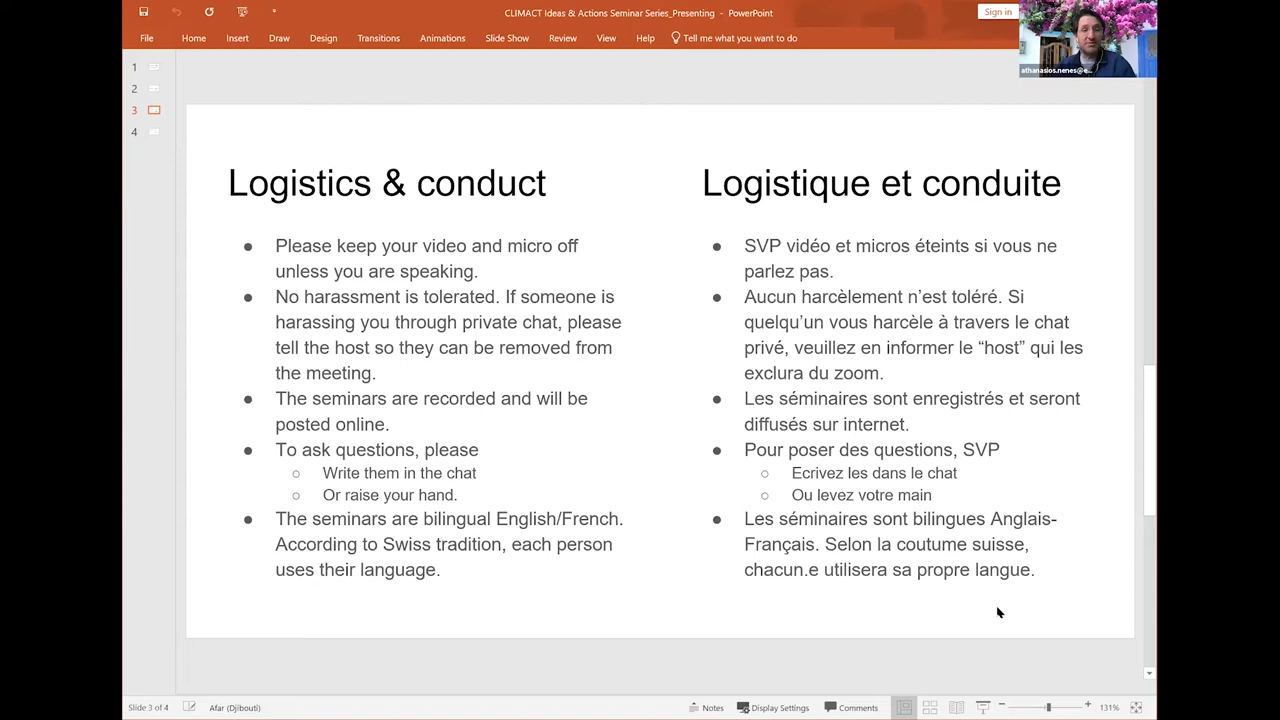 CLIMACT Ideas & Actions Seminar Series_Presenting - PowerPoint
Sign in
File Home Insert Draw Design Transitions Animations Slide Show Review View Help Tell me what you want to do
athanasios.nenes@e...
1
2
3
4
Logistics & conduct
● Please keep your video and micro off
unless you are speaking.
● No harassment is tolerated. If someone is
harassing you through private chat, please
tell the host so they can be removed from
the meeting.
● The seminars are recorded and will be
posted online.
● To ask questions, please
○ Write them in the chat
○ Or raise your hand.
● The seminars are bilingual English/French.
According to Swiss tradition, each person
uses their language.
Logistique et conduite
● SVP vidéo et micros éteints si vous ne
parlez pas.
● Aucun harcèlement n’est toléré. Si
quelqu’un vous harcèle à travers le chat
privé, veuillez en informer le “host” qui les
exclura du zoom.
● Les séminaires sont enregistrés et seront
diffusés sur internet.
● Pour poser des questions, SVP
○ Ecrivez les dans le chat
○ Ou levez votre main
● Les séminaires sont bilingues Anglais-
Français. Selon la coutume suisse,
chacun.e utilisera sa propre langue.
Slide 3 of 4 Afar (Djibouti) Notes Display Settings Comments 131%